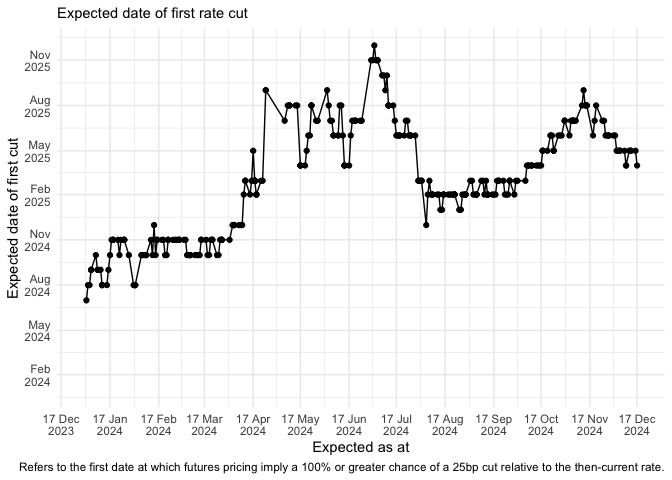 Expected date of first rate cut
Expected date of first cut
Nov
2025
Aug
2025
May
2025
Feb
2025
Nov
2024
Aug
2024
May
2024
Feb
2024
17 Dec 17 Jan 17 Feb 17 Mar 17 Apr 17 May 17 Jun 17 Jul 17 Aug 17 Sep 17 Oct 17 Nov 17 Dec
2023 2024 2024 2024 2024 2024 2024 2024 2024 2024 2024 2024 2024
Expected as at
Refers to the first date at which futures pricing imply a 100% or greater chance of a 25bp cut relative to the then-current rate.